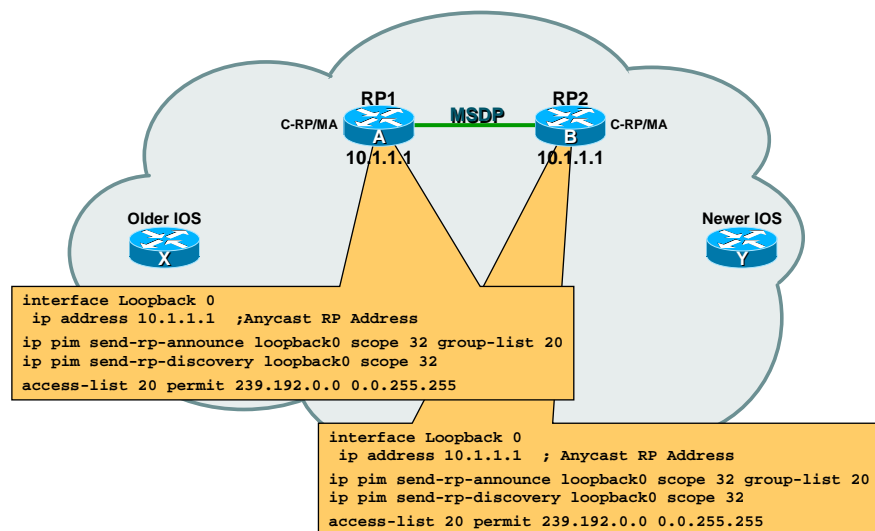 RP1
RP2
C-RP/MA
MSDP
C-RP/MA
A
B
10.1.1.1
10.1.1.1
Older IOS
Newer IOS
X
Y
interface Loopback 0
ip address 10.1.1.1 ;Anycast RP Address
ip pim send-rp-announce loopback0 scope 32 group-list 20
ip pim send-rp-discovery loopback0 scope 32
access-list 20 permit 239.192.0.0 0.0.255.255
interface Loopback 0
ip address 10.1.1.1 ; Anycast RP Address
ip pim send-rp-announce loopback0 scope 32 group-list 20
ip pim send-rp-discovery loopback0 scope 32
access-list 20 permit 239.192.0.0 0.0.255.255